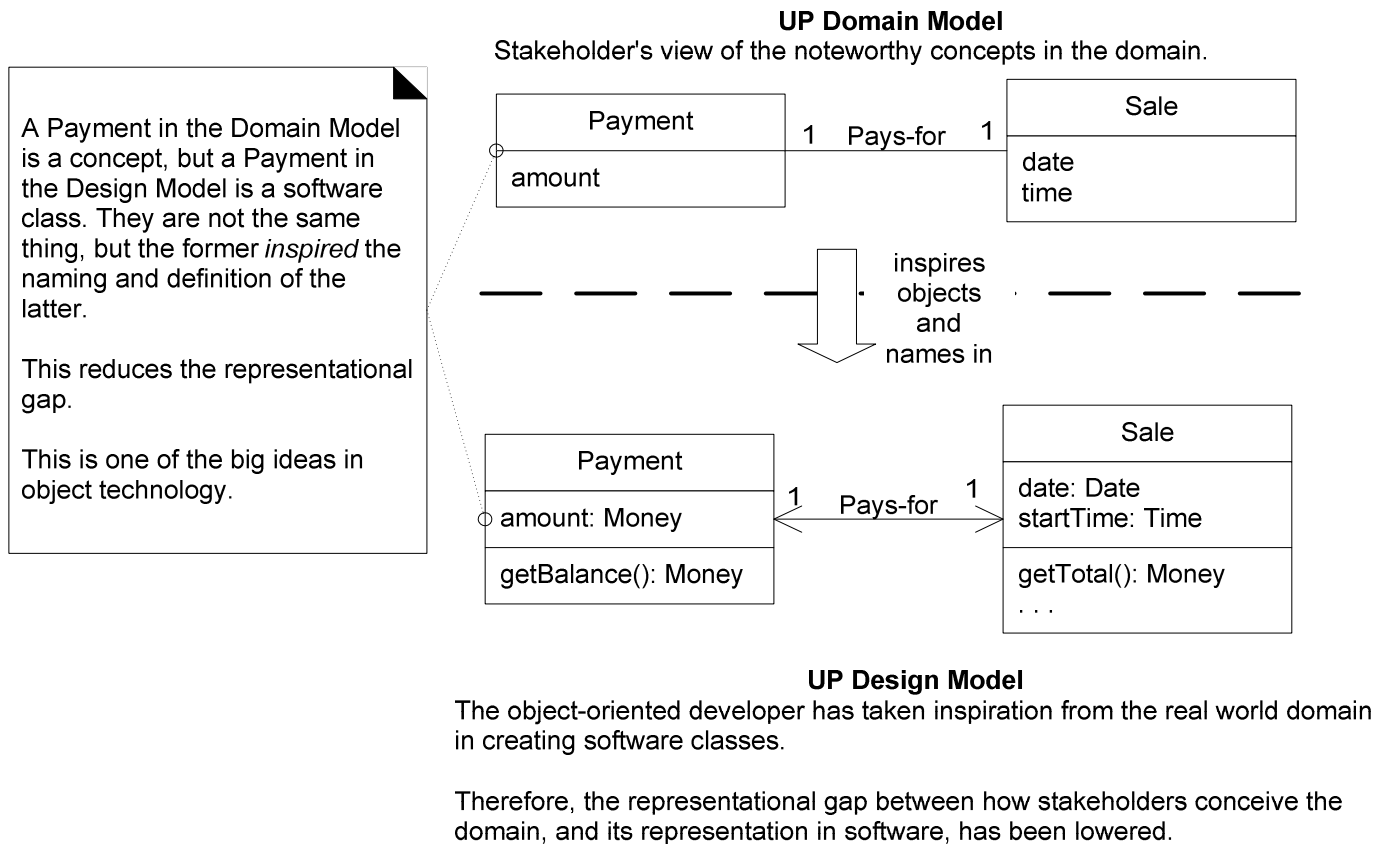 UP Domain Model
Stakeholder's view of the noteworthy concepts in the domain.
A Payment in the Domain Model
is a concept, but a Payment in
the Design Model is a software
class. They are not the same
thing, but the former inspired the
naming and definition of the
latter.
This reduces the representational
gap.
This is one of the big ideas in
object technology.
Payment
amount
1 Pays-for 1
Sale
date
time
inspires
objects
and
names in
Payment
amount: Money
getBalance(): Money
1 Pays-for 1
Sale
date: Date
startTime: Time
getTotal(): Money
. . .
UP Design Model
The object-oriented developer has taken inspiration from the real world domain
in creating software classes.
Therefore, the representational gap between how stakeholders conceive the
domain, and its representation in software, has been lowered.